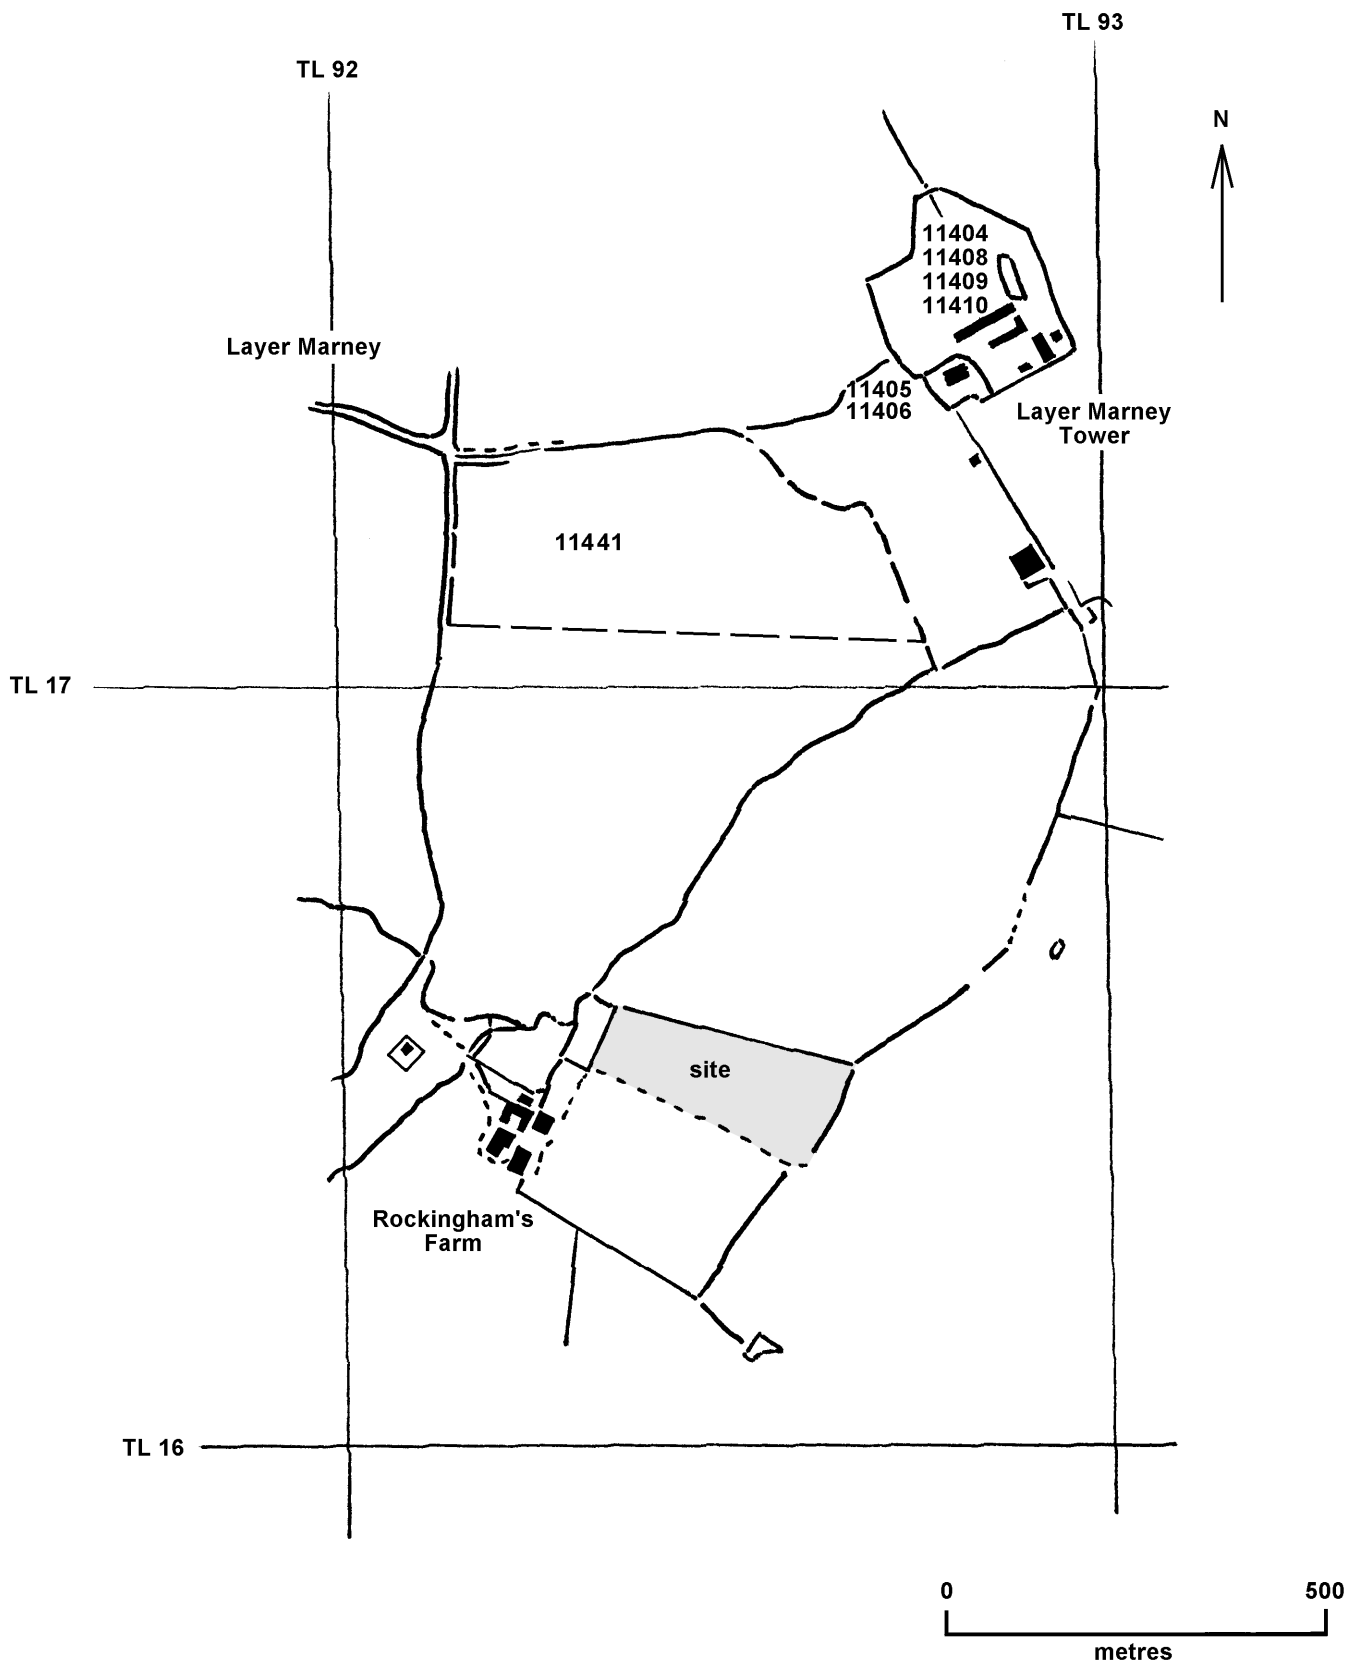 TL 93
TL 92
N
11404
11408
11409
11410
Layer Marney
11405
11406
Layer Marney
Tower
11441
TL 17
site
Rockingham's
Farm
TL 16
0 500
metres